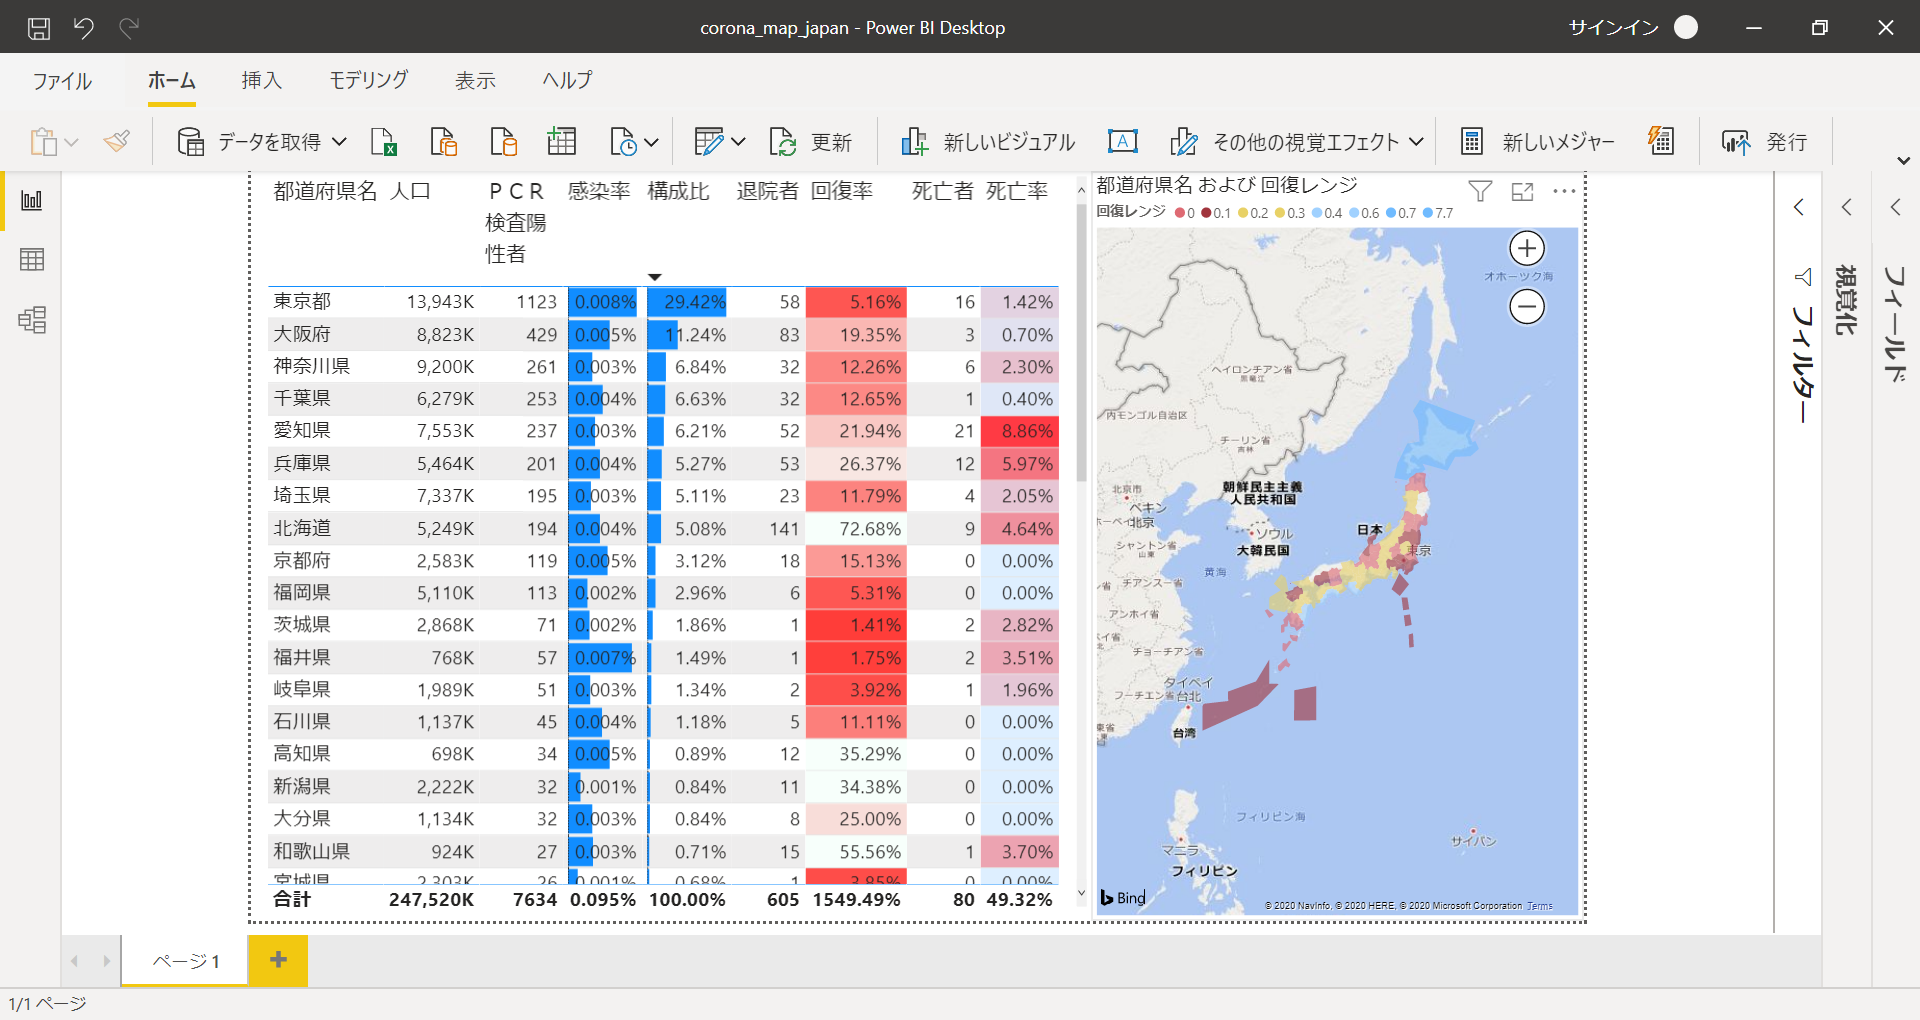 corona_map_japan - Power BI Desktop
サインイン
ファイル
ホーム
挿入
モデリング
表示
ヘルプ
データを取得
更新
新しいビジュアル
その他の視覚エフェクト
新しいメジャー
発行
都道府県名 人口 ＰＣＲ検査陽性者 感染率 構成比 退院者 回復率 死亡者 死亡率
東京都 13,943K 1123 0.008% 29.42% 58 5.16% 16 1.42%
大阪府 8,823K 429 0.005% 11.24% 83 19.35% 3 0.70%
神奈川県 9,200K 261 0.003% 6.84% 32 12.26% 6 2.30%
千葉県 6,279K 253 0.004% 6.63% 32 12.65% 1 0.40%
愛知県 7,553K 237 0.003% 6.21% 52 21.94% 21 8.86%
兵庫県 5,464K 201 0.004% 5.27% 53 26.37% 12 5.97%
埼玉県 7,337K 195 0.003% 5.11% 23 11.79% 4 2.05%
北海道 5,249K 194 0.004% 5.08% 141 72.68% 9 4.64%
京都府 2,583K 119 0.005% 3.12% 18 15.13% 0 0.00%
福岡県 5,110K 113 0.002% 2.96% 6 5.31% 0 0.00%
茨城県 2,868K 71 0.002% 1.86% 1 1.41% 2 2.82%
福井県 768K 57 0.007% 1.49% 1 1.75% 2 3.51%
岐阜県 1,989K 51 0.003% 1.34% 2 3.92% 1 1.96%
石川県 1,137K 45 0.004% 1.18% 5 11.11% 0 0.00%
高知県 698K 34 0.005% 0.89% 12 35.29% 0 0.00%
新潟県 2,222K 32 0.001% 0.84% 11 34.38% 0 0.00%
大分県 1,134K 32 0.003% 0.84% 8 25.00% 0 0.00%
和歌山県 924K 27 0.003% 0.71% 15 55.56% 1 3.70%
宮城県 2,303K 26 0.001% 0.68% 1 3.85% 0 0.00%
合計 247,520K 7634 0.095% 100.00% 605 1549.49% 80 49.32%
都道府県名 および 回復レンジ
回復レンジ 0 0.1 0.2 0.3 0.4 0.6 0.7 7.7
オホーツク海
ヘイロンチアン省
黒竜江
内モンゴル自治区
チーリン省
吉林
北京市
ペキン
北京
朝鮮民主主義
人民共和国
ソウル
大韓民国
日本
東京
シャントン省
山東
黄海
チアンスー省
アンホイ省
チョーチアン省
フーチエン省
タイペイ
台北
台湾
フィリピン海
マニラ
フィリピン
サイパン
Bing
© 2020 NavInfo, © 2020 HERE, © 2020 Microsoft Corporation Terms
フィルター
視覚化
フィールド
ページ 1
1/1 ページ